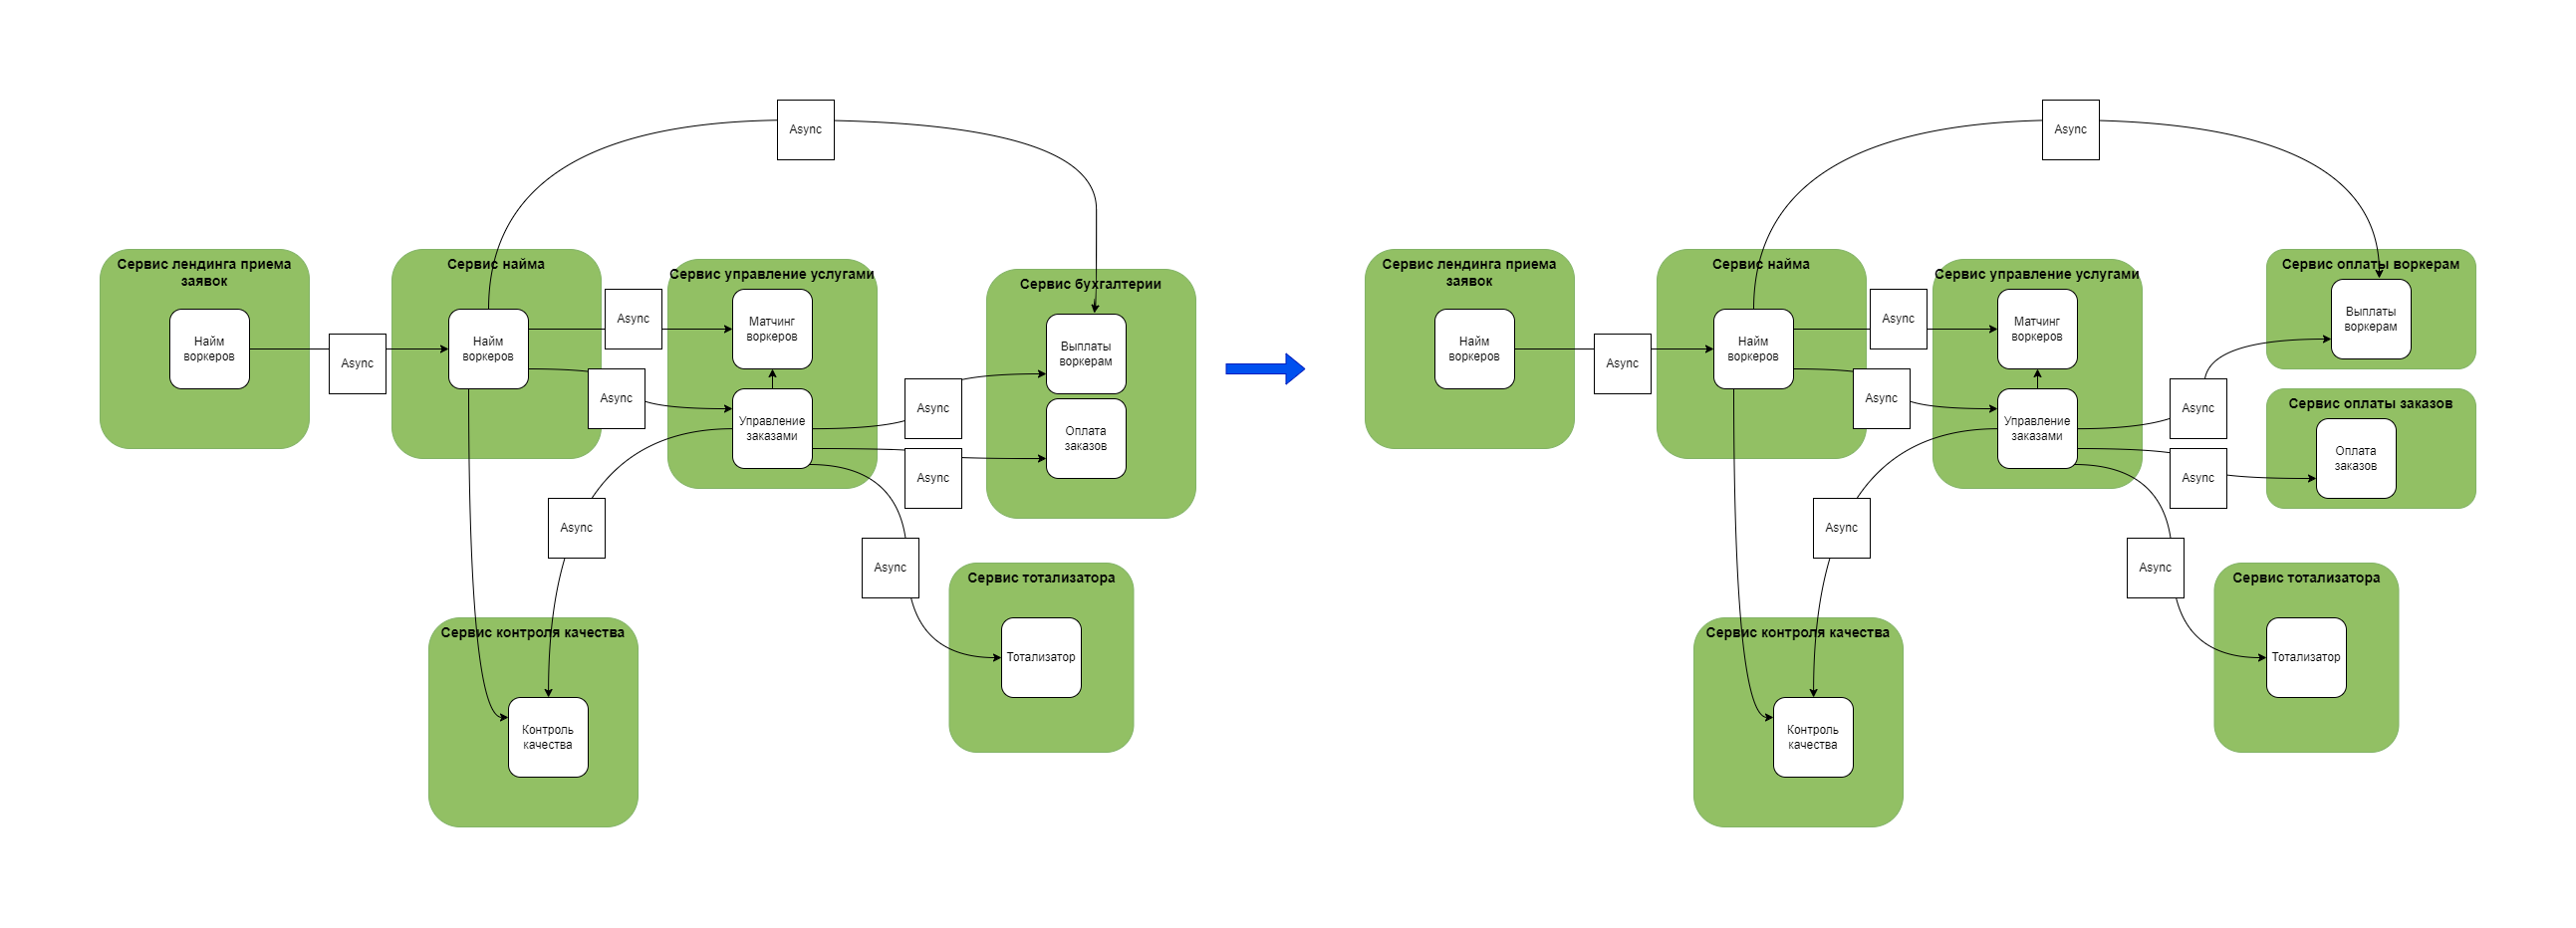 Async
Сервис лендинга приема
заявок
Найм
воркеров
Async
Сервис найма
Найм
воркеров
Async
Async
Сервис управление услугами
Матчинг
воркеров
Управление
заказами
Async
Async
Сервис бухгалтерии
Выплаты
воркерам
Оплата
заказов
Async
Async
Сервис тотализатора
Тотализатор
Сервис контроля качества
Контроль
качества
Async
Сервис лендинга приема
заявок
Найм
воркеров
Async
Сервис найма
Найм
воркеров
Async
Async
Сервис управление услугами
Матчинг
воркеров
Управление
заказами
Async
Async
Сервис оплаты воркерам
Выплаты
воркерам
Сервис оплаты заказов
Оплата
заказов
Async
Async
Сервис тотализатора
Тотализатор
Сервис контроля качества
Контроль
качества